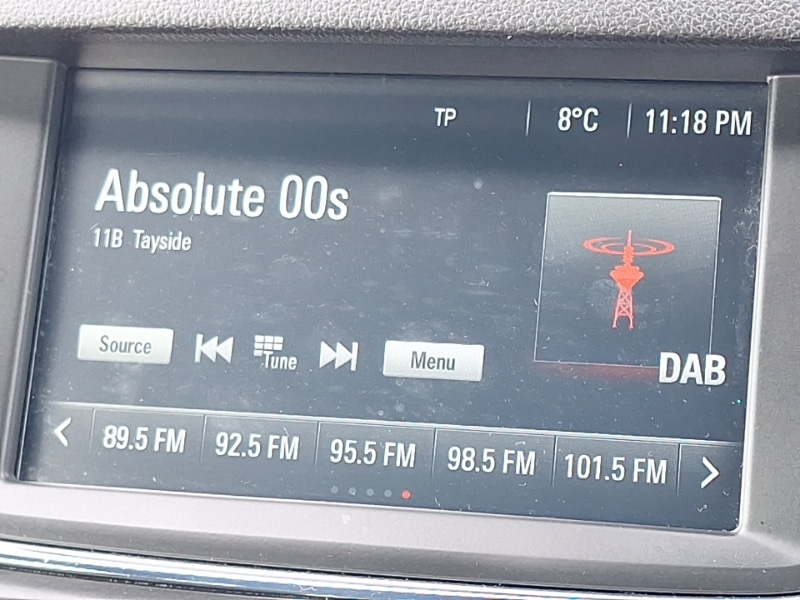 TP 8°C 11:18 PM
Absolute 00s
11B Tayside
DAB
Source Tune Menu
89.5 FM 92.5 FM 95.5 FM 98.5 FM 101.5 FM